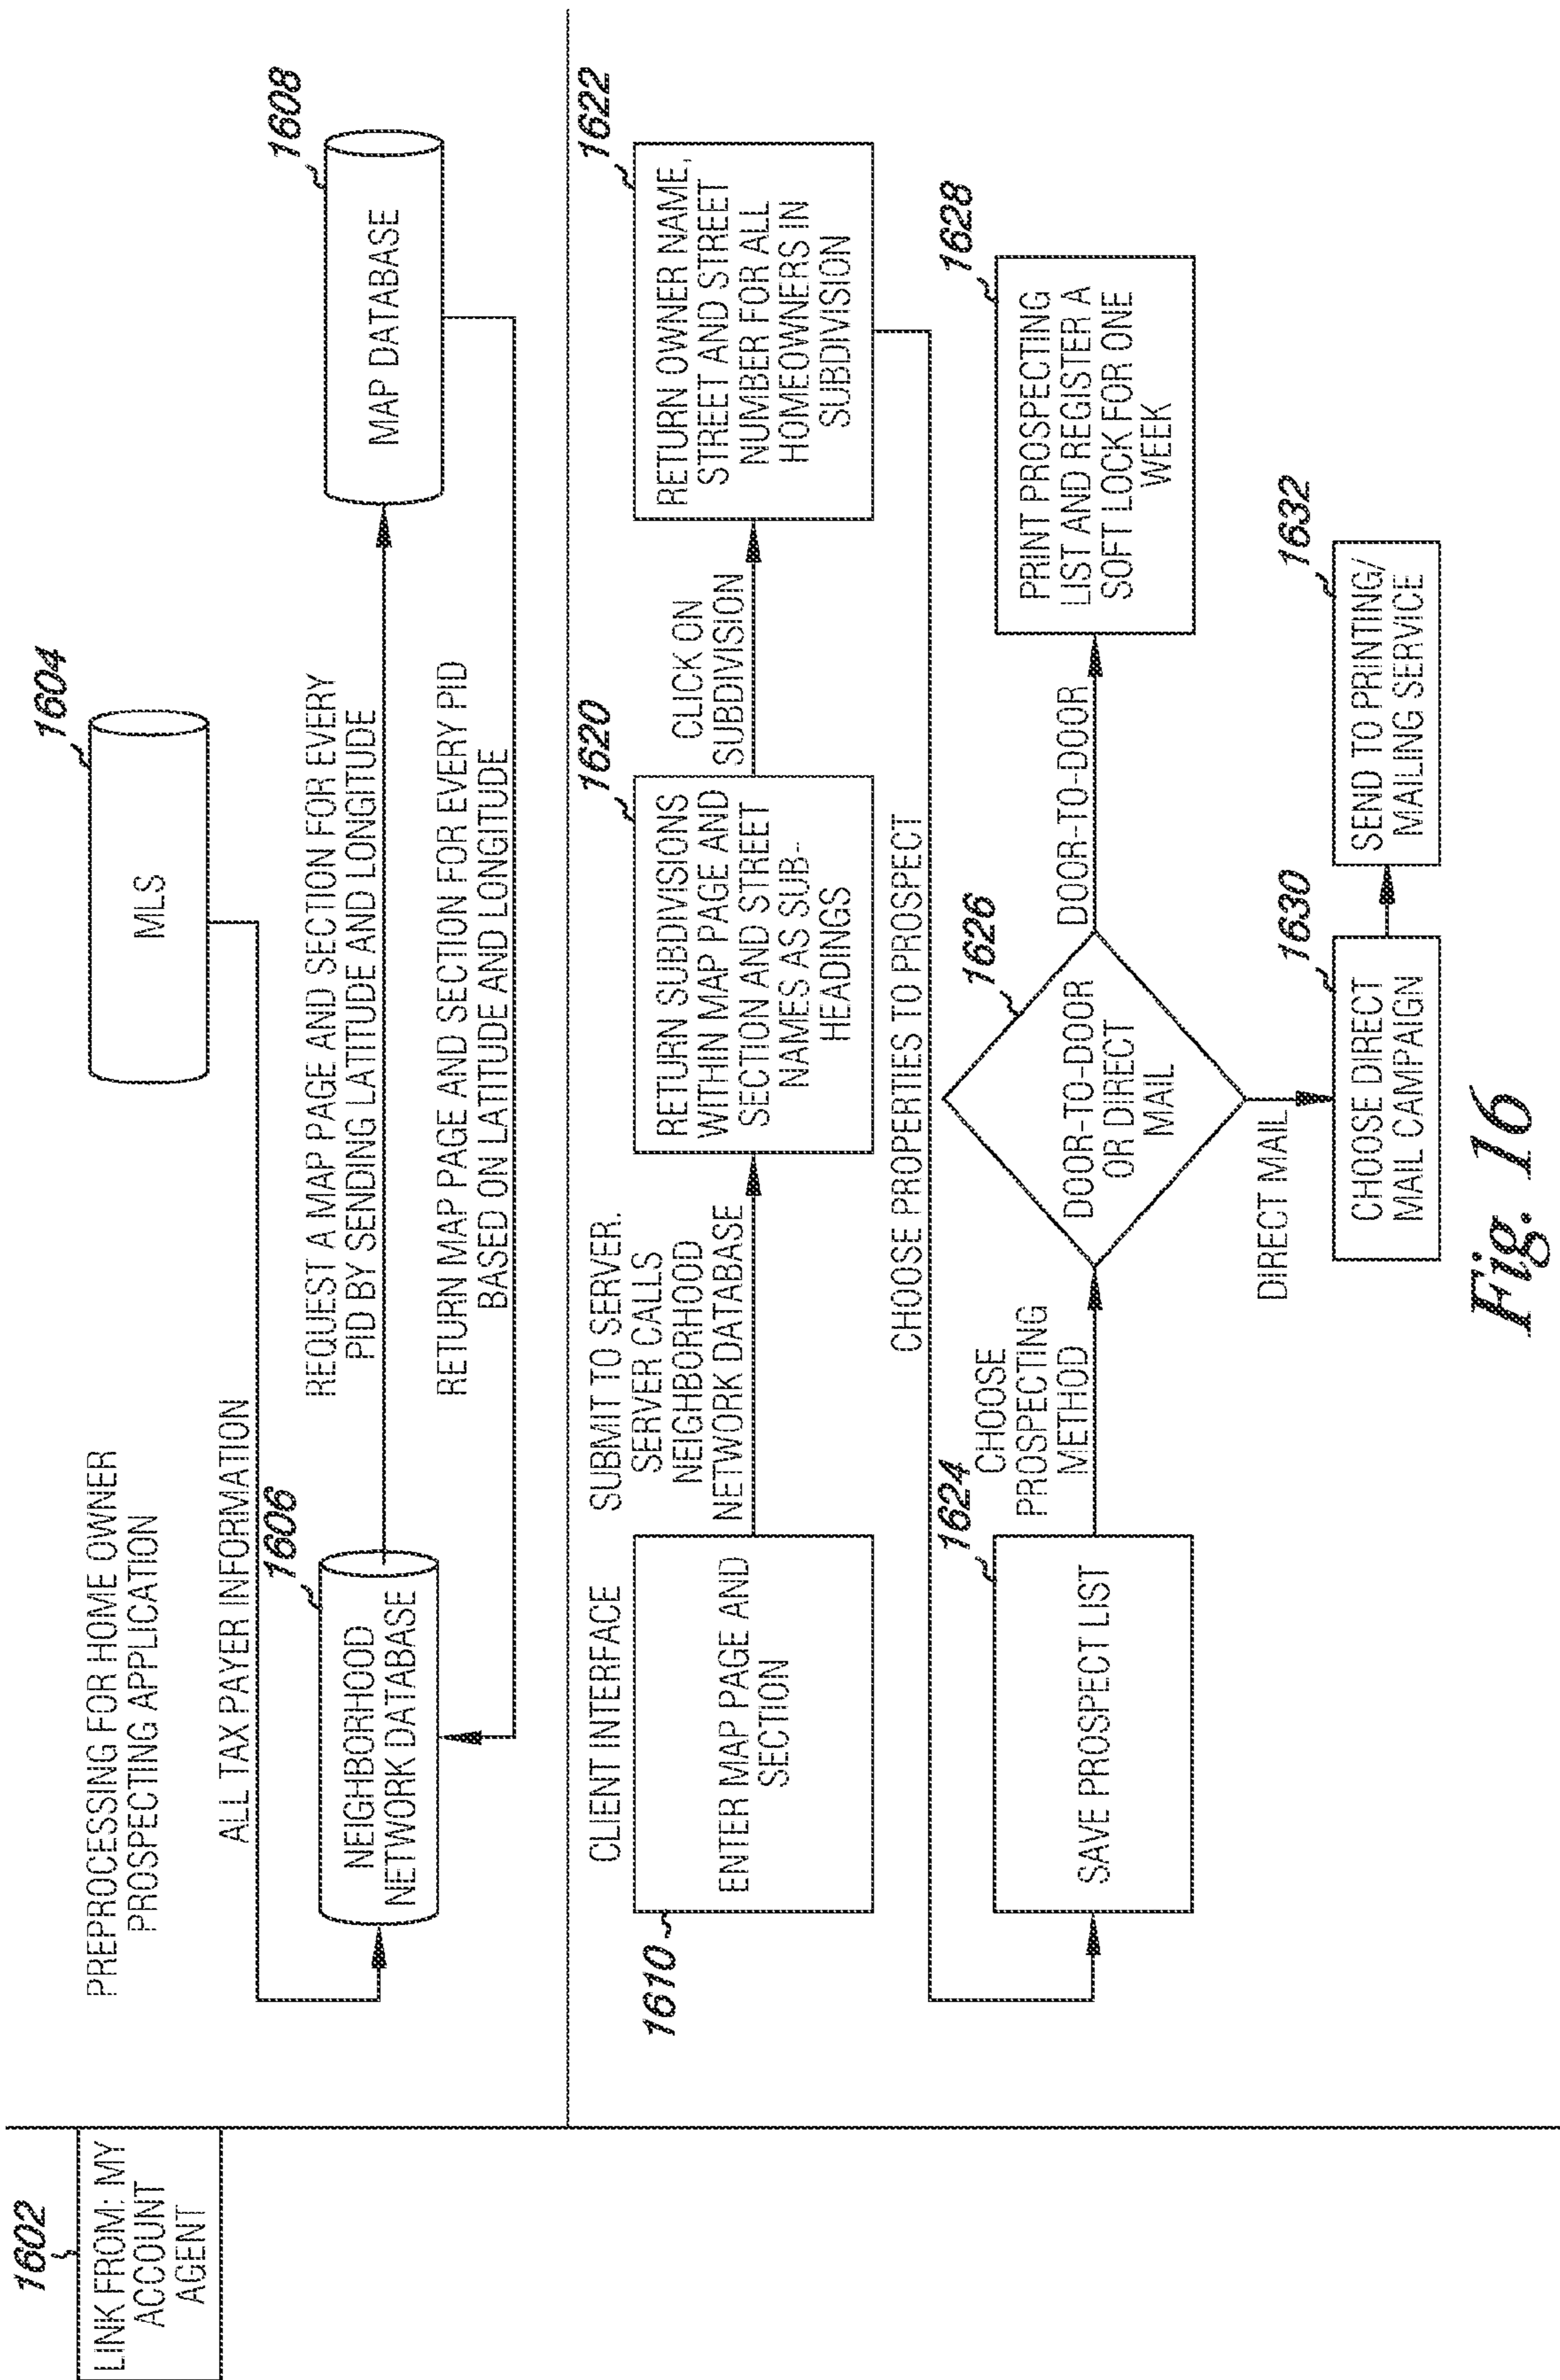 1602
LINK FROM: MY
ACCOUNT
AGENT
PREPROCESSING FOR HOME OWNER
PROSPECTING APPLICATION
1604
MLS
ALL TAX PAYER INFORMATION
1606
NEIGHBORHOOD
NETWORK DATABASE
REQUEST A MAP PAGE AND SECTION FOR EVERY
PID BY SENDING LATITUDE AND LONGITUDE
1608
MAP DATABASE
RETURN MAP PAGE AND SECTION FOR EVERY PID
BASED ON LATITUDE AND LONGITUDE
CLIENT INTERFACE
1610
ENTER MAP PAGE AND
SECTION
SUBMIT TO SERVER.
SERVER CALLS
NEIGHBORHOOD
NETWORK DATABASE
1620
RETURN SUBDIVISIONS
WITHIN MAP PAGE AND
SECTION AND STREET
NAMES AS SUB-
HEADINGS
CLICK ON
SUBDIVISION
1622
RETURN OWNER NAME,
STREET AND STREET
NUMBER FOR ALL
HOMEOWNERS IN
SUBDIVISION
CHOOSE PROPERTIES TO PROSPECT
1624
SAVE PROSPECT LIST
CHOOSE
PROSPECTING
METHOD
1626
DOOR-TO-DOOR
OR DIRECT
MAIL
DOOR-TO-DOOR
1628
PRINT PROSPECTING
LIST AND REGISTER A
SOFT LOCK FOR ONE
WEEK
DIRECT MAIL
1630
CHOOSE DIRECT
MAIL CAMPAIGN
1632
SEND TO PRINTING/
MAILING SERVICE
Fig. 16